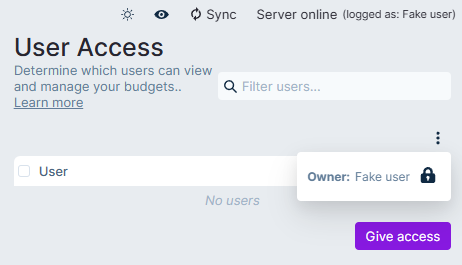 Sync Server online (logged as: Fake user)
User Access
Determine which users can view
and manage your budgets..
Learn more
Filter users...
User
Owner: Fake user
No users
Give access